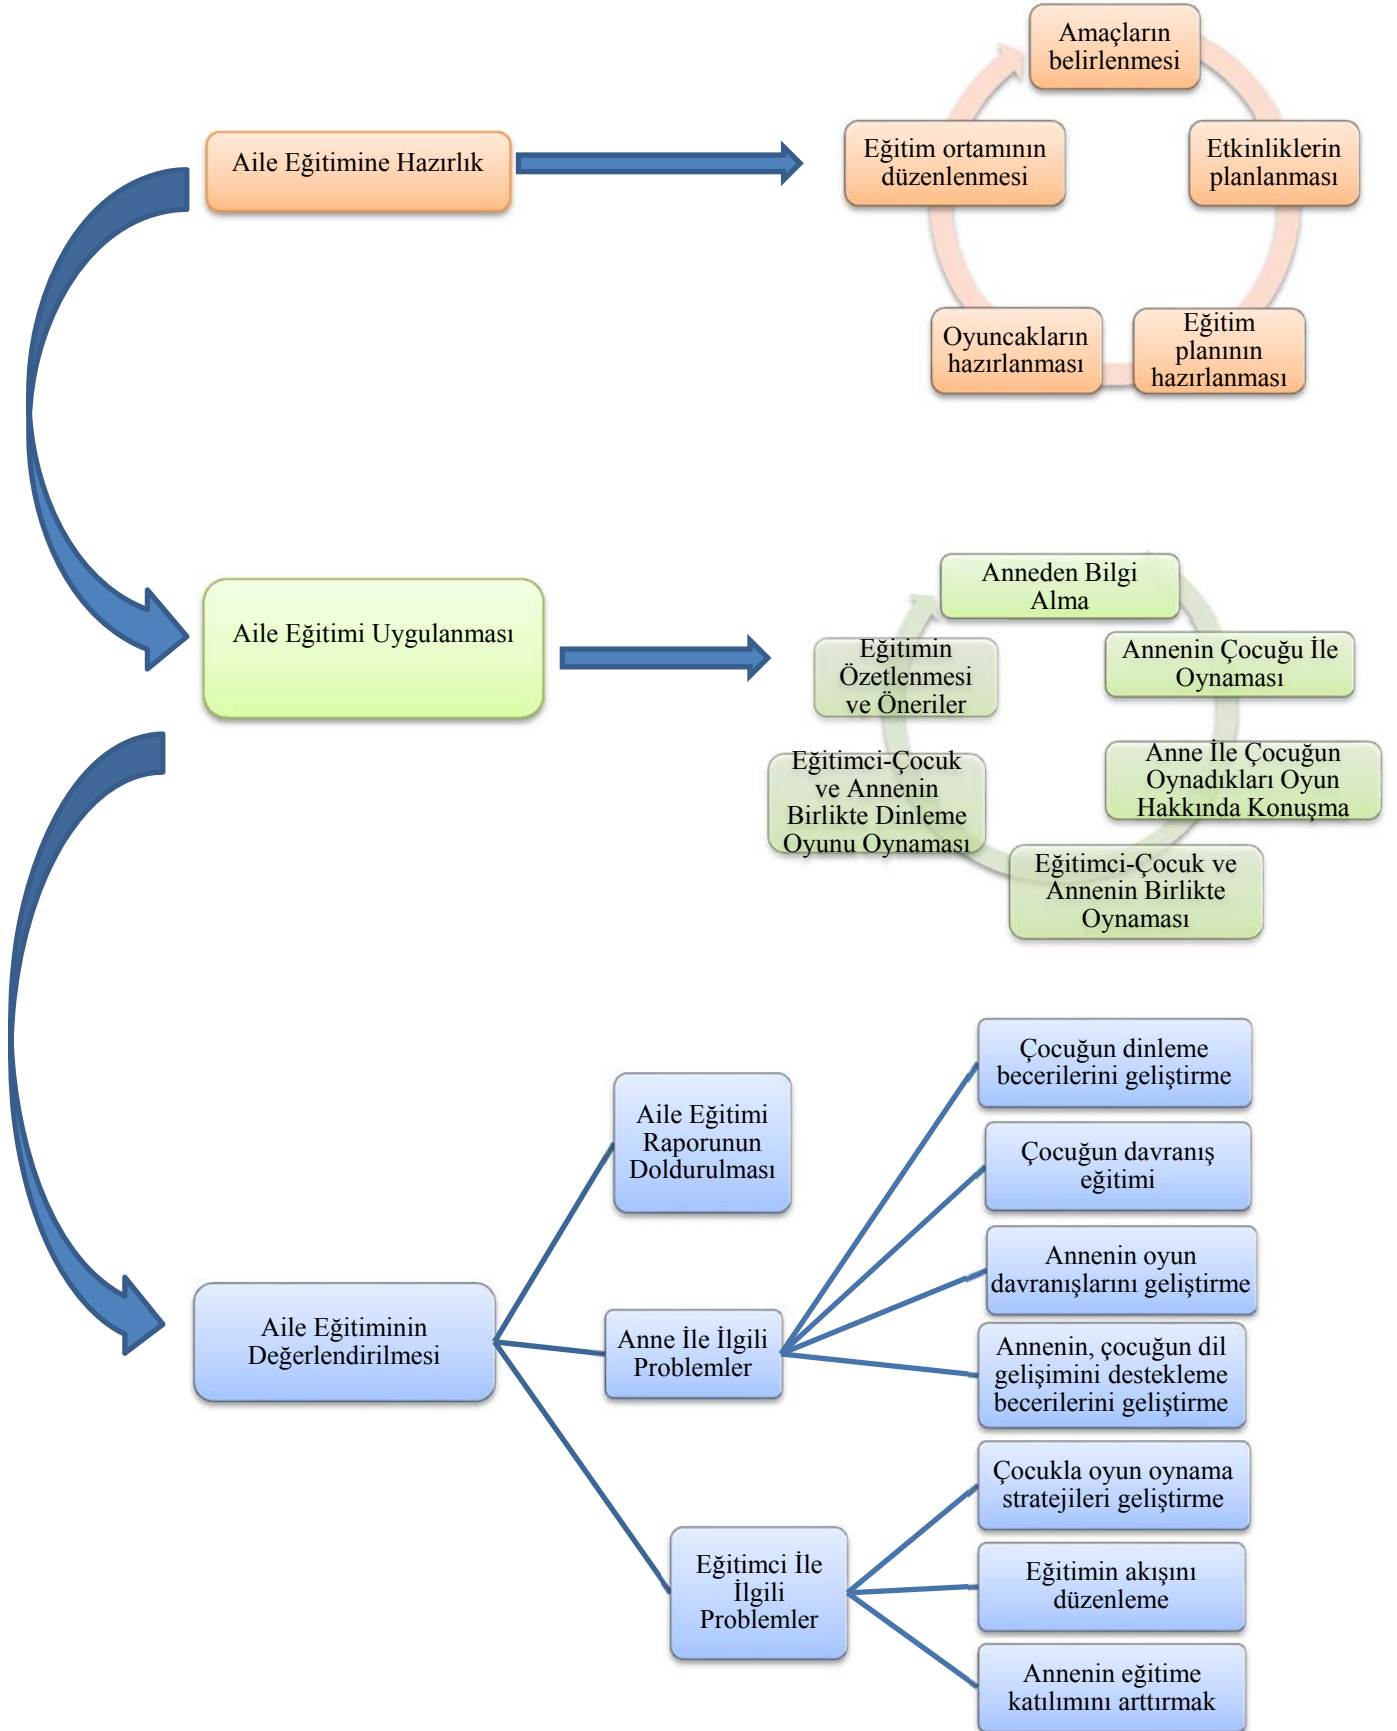 Amaçların
belirlenmesi
Aile Eğitimine Hazırlık
Eğitim ortamının
düzenlenmesi
Etkinliklerin
planlanması
Oyuncakların
hazırlanması
Eğitim
planının
hazırlanması
Anneden Bilgi
Alma
Aile Eğitimi Uygulanması
Eğitimin
Özetlenmesi
ve Öneriler
Annenin Çocuğu İle
Oynaması
Eğitimci-Çocuk
ve Annenin
Birlikte Dinleme
Oyunu Oynaması
Anne İle Çocuğun
Oynadıkları Oyun
Hakkında Konuşma
Eğitimci-Çocuk ve
Annenin Birlikte
Oynaması
Aile Eğitiminin
Değerlendirilmesi
Aile Eğitimi
Raporunun
Doldurulması
Anne İle İlgili
Problemler
Çocuğun dinleme
becerilerini geliştirme
Çocuğun davranış
eğitimi
Annenin oyun
davranışlarını geliştirme
Annenin, çocuğun dil
gelişimini destekleme
becerilerini geliştirme
Eğitimci İle
İlgili
Problemler
Çocukla oyun oynama
stratejileri geliştirme
Eğitimin akışını
düzenleme
Annenin eğitime
katılımını arttırmak